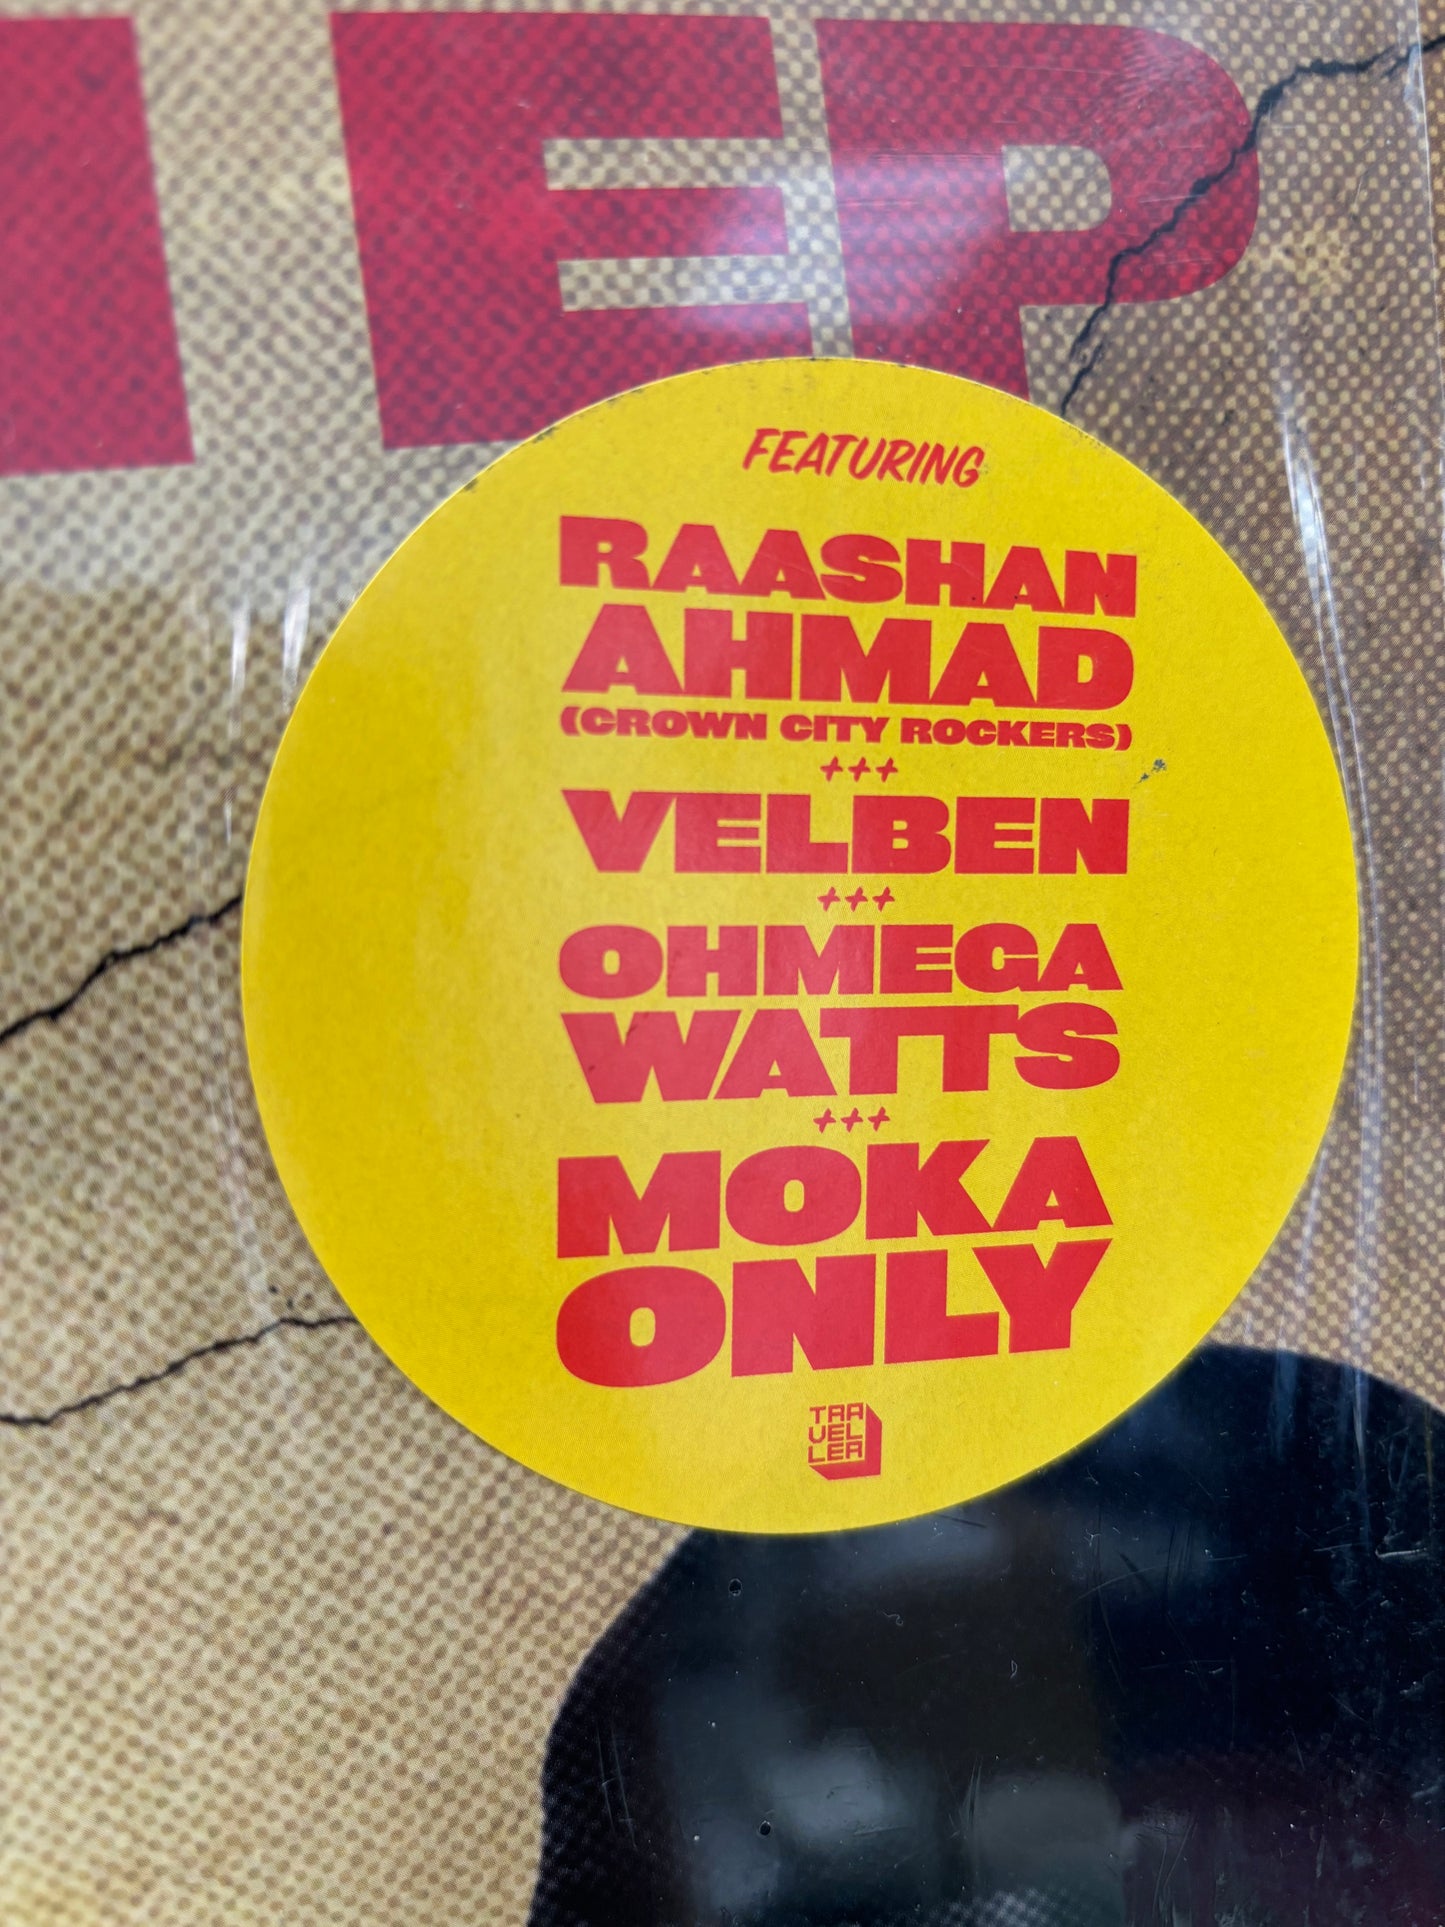 EP
FEATURING
RAASHAN
AHMAD
(CROWN CITY ROCKERS)
+++
VELBEN
+++
OHMEGA
WATTS
+++
MOKA
ONLY
TRA
VEL
LER